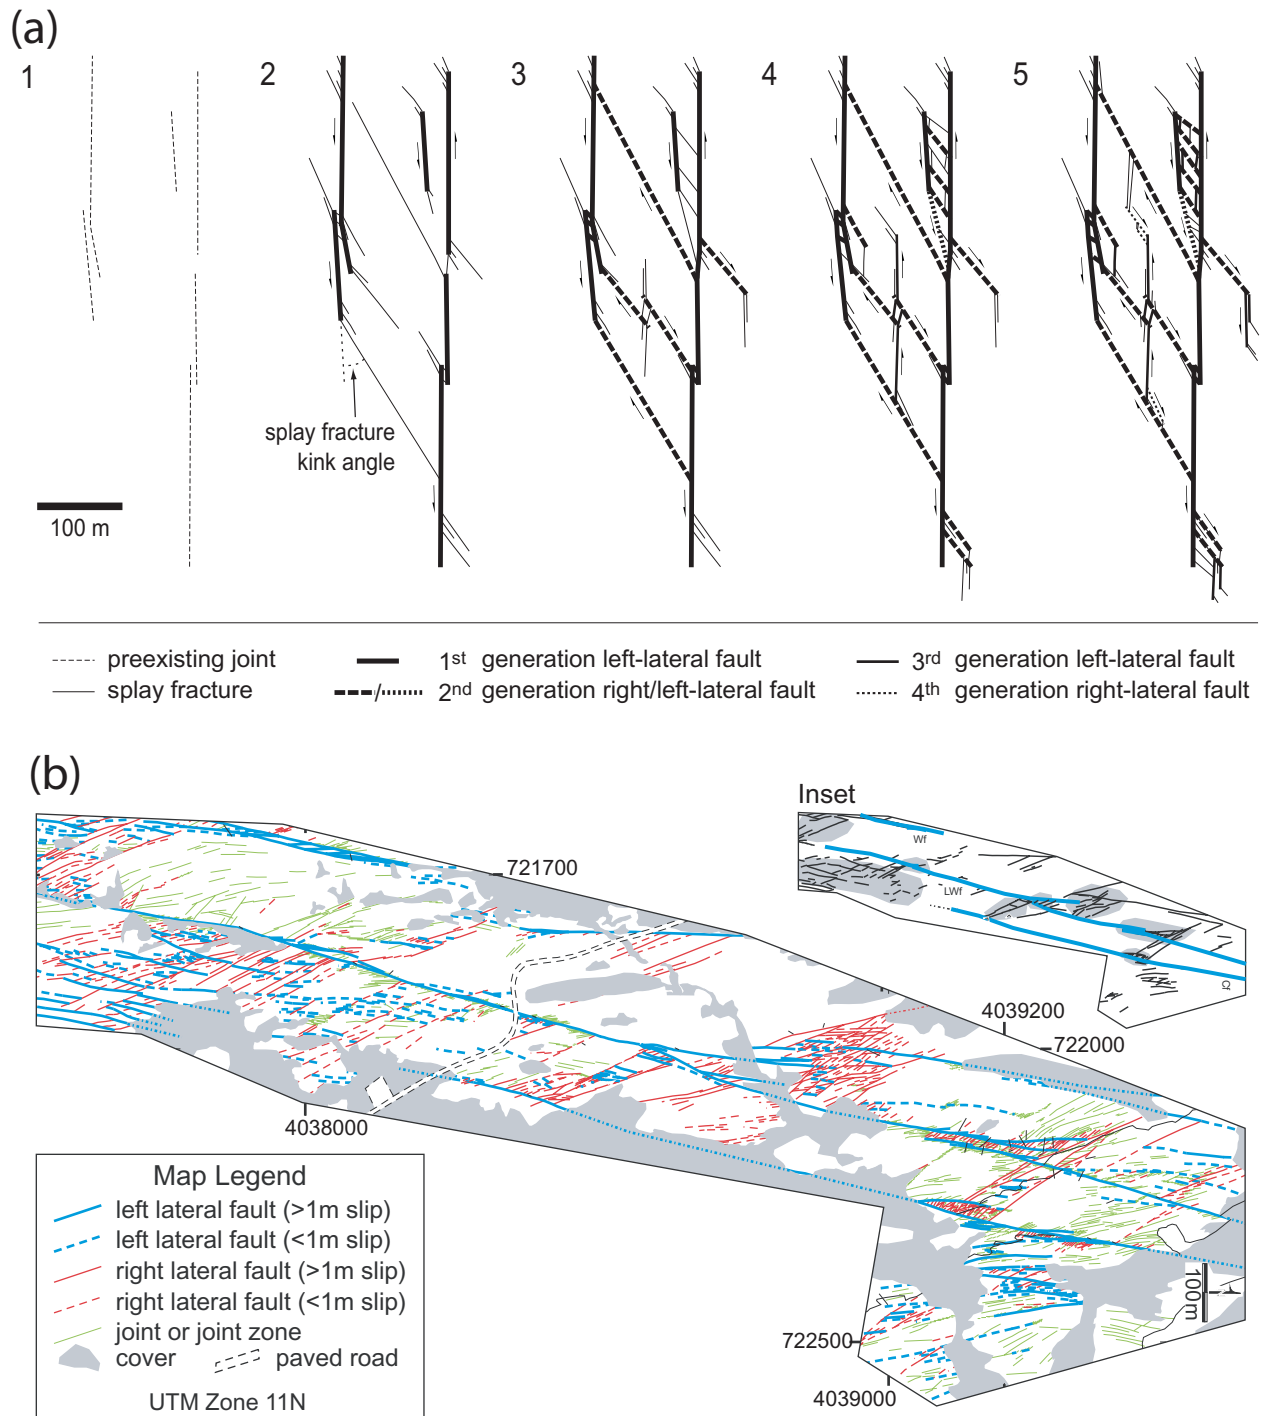 (a)
1
2
3
4
5
splay fracture
kink angle
100 m
preexisting joint
1st generation left-lateral fault
3rd generation left-lateral fault
splay fracture
/
2nd generation right/left-lateral fault
4th generation right-lateral fault
(b)
Inset
Wf
LWf
Cf
721700
4039200
722000
4038000
100m
722500
4039000
Map Legend
left lateral fault (>1m slip)
left lateral fault (<1m slip)
right lateral fault (>1m slip)
right lateral fault (<1m slip)
joint or joint zone
cover
paved road
UTM Zone 11N